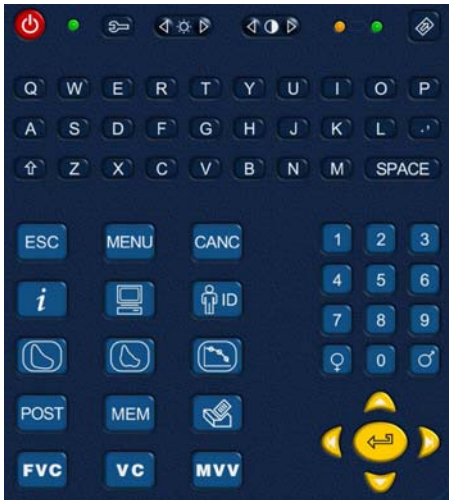 Q W E R T Y U I O P
A S D F G H J K L .'
Z X C V B N M SPACE
ESC MENU CANC 1 2 3
i ID 4 5 6
7 8 9
0
POST MEM
FVC VC MVV